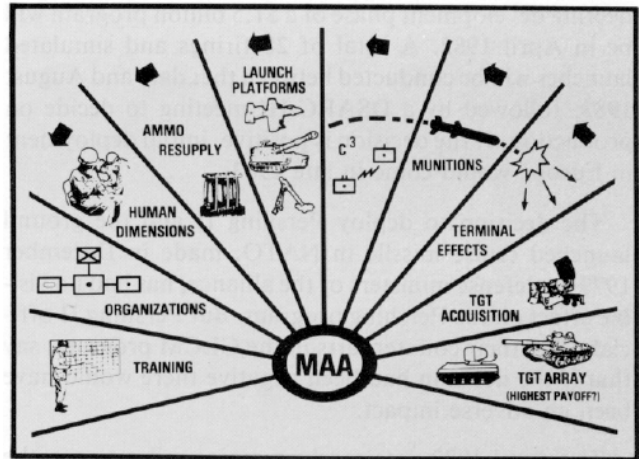 LAUNCH
PLATFORMS
AMMO
RESUPPLY
C3
MUNITIONS
HUMAN
DIMENSIONS
TERMINAL
EFFECTS
ORGANIZATIONS
TGT
ACQUISITION
TRAINING
MAA
TGT ARRAY
(HIGHEST PAYOFF?)